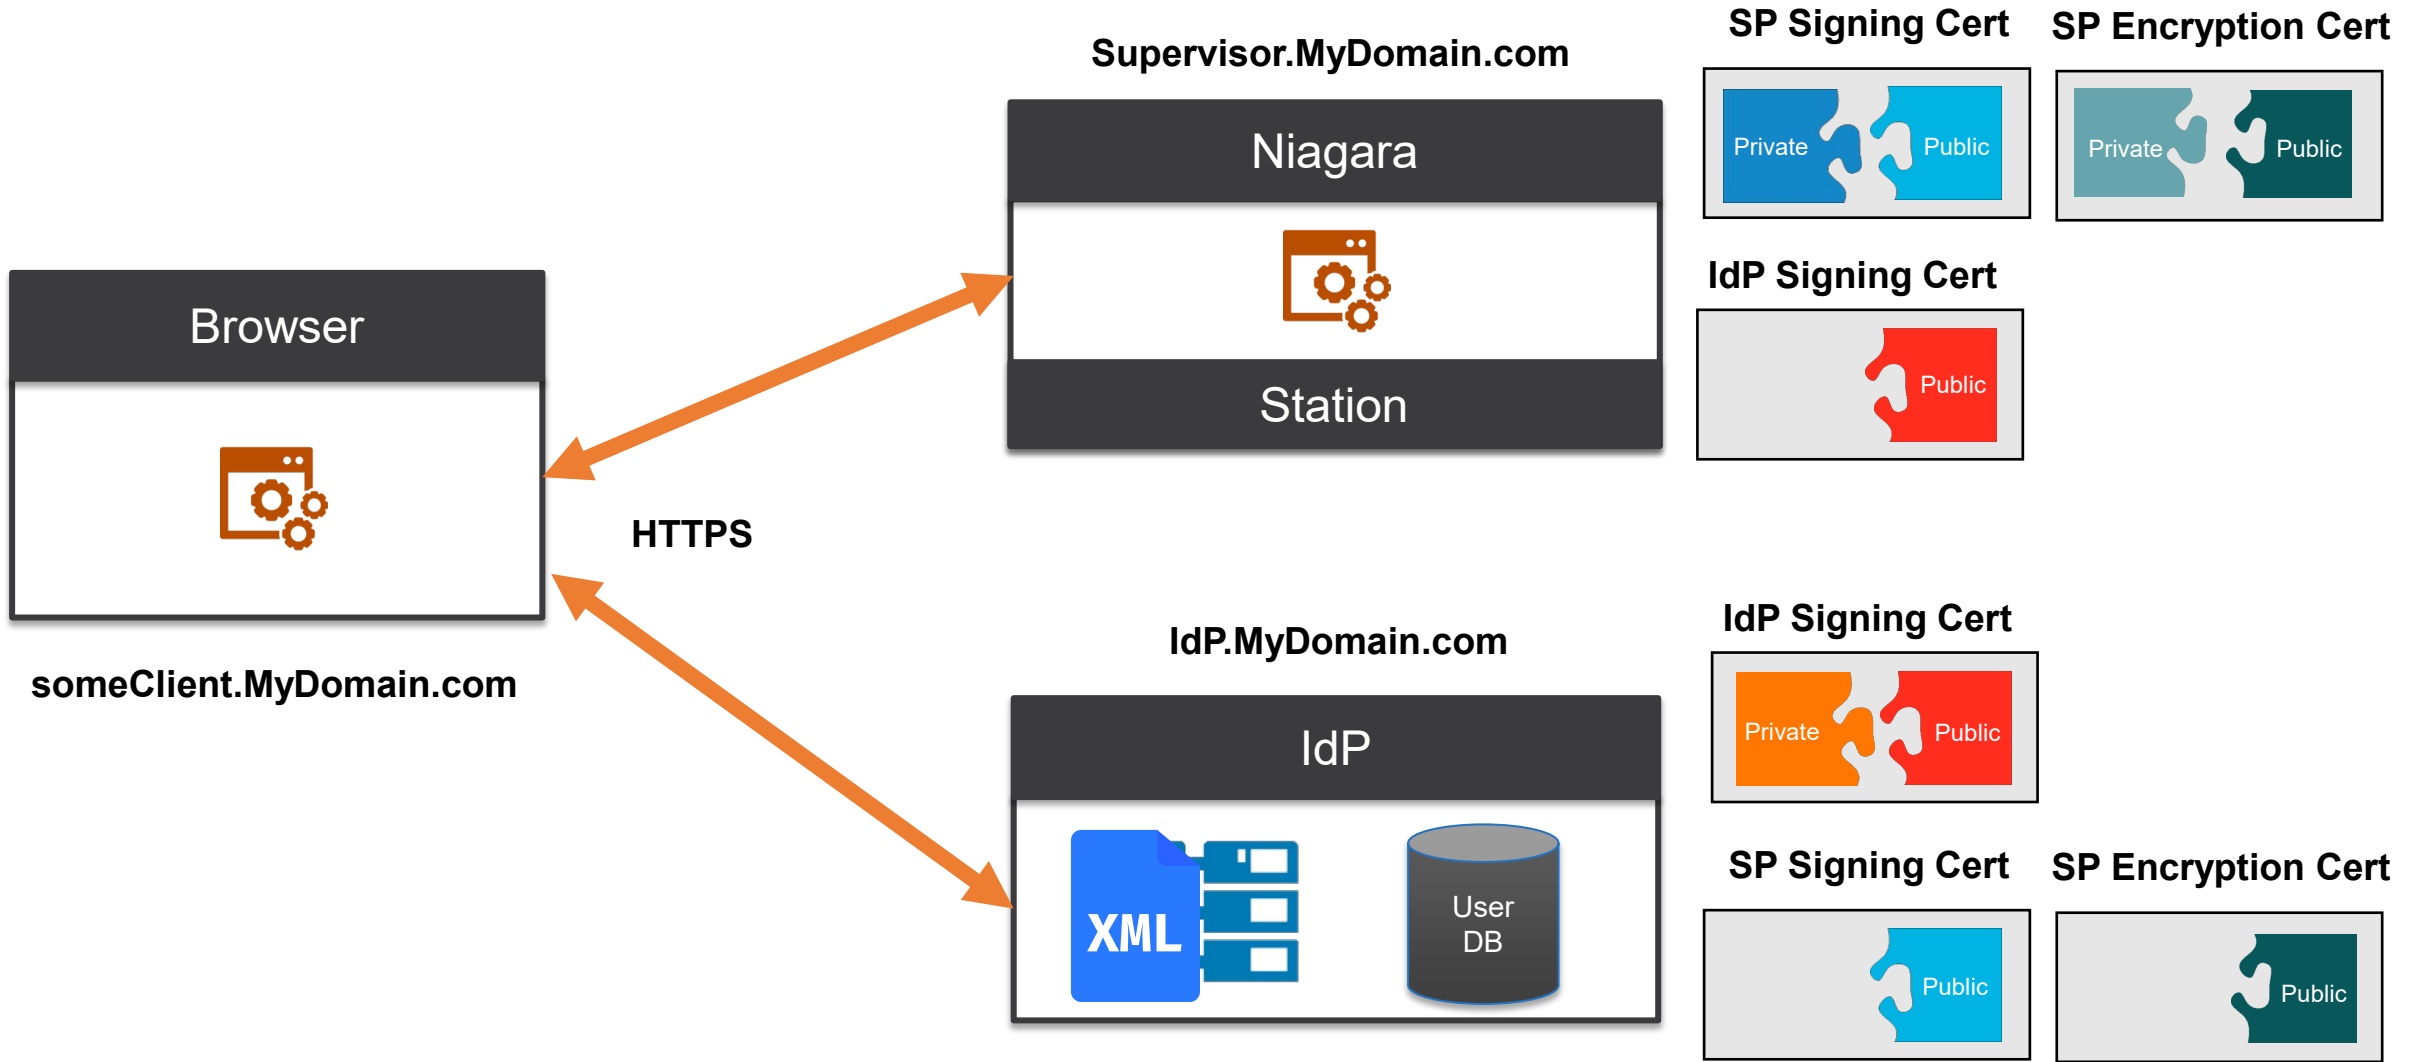 SP Signing Cert
SP Encryption Cert
Supervisor.MyDomain.com
Niagara
Private
Public
Private
Public
IdP Signing Cert
Browser
Public
Station
HTTPS
IdP Signing Cert
IdP.MyDomain.com
someClient.MyDomain.com
Private
Public
IdP
SP Signing Cert
SP Encryption Cert
XML
User
DB
Public
Public